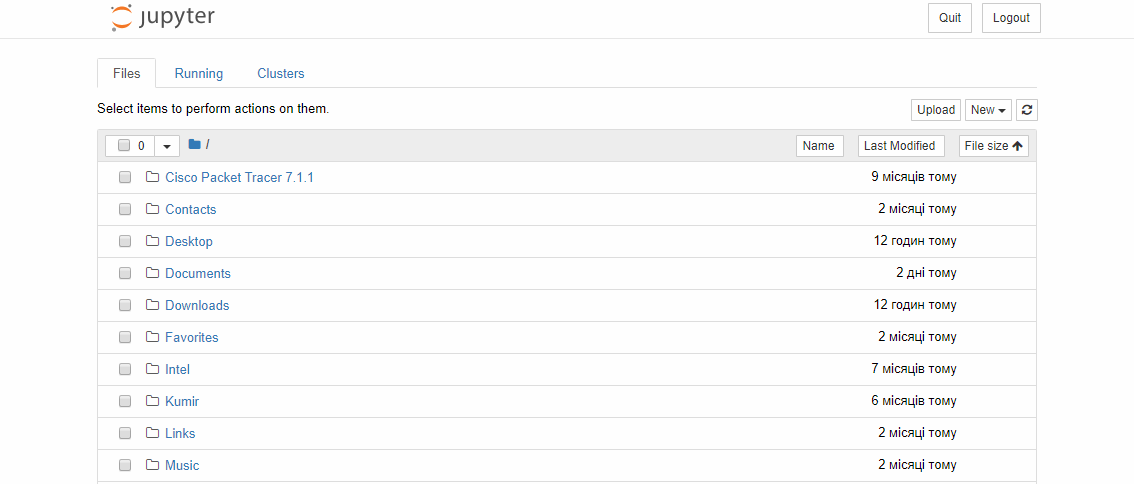 jupyter Quit Logout
Files Running Clusters
Select items to perform actions on them. Upload New
0 / Name Last Modified File size
Cisco Packet Tracer 7.1.1 9 місяців тому
Contacts 2 місяці тому
Desktop 12 годин тому
Documents 2 дні тому
Downloads 12 годин тому
Favorites 2 місяці тому
Intel 7 місяців тому
Kumir 6 місяців тому
Links 2 місяці тому
Music 2 місяці тому